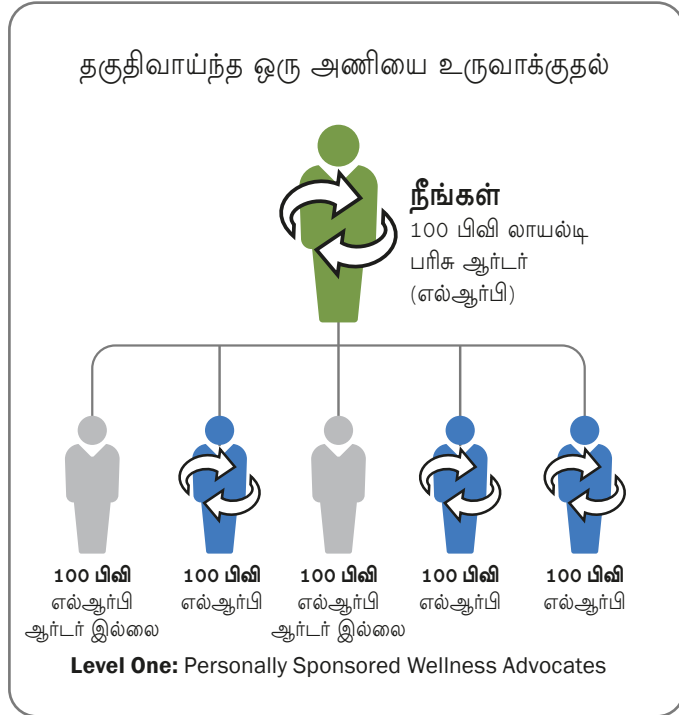 தகுதிவாய்ந்த ஒரு அணியை உருவாக்குதல்
நீங்கள்
100 பிவி லாயல்டி
பரிசு ஆர்டர்
(எல்ஆர்பி)
100 பிவி
எல்ஆர்பி
ஆர்டர் இல்லை
100 பிவி
எல்ஆர்பி
100 பிவி
எல்ஆர்பி
ஆர்டர் இல்லை
100 பிவி
எல்ஆர்பி
100 பிவி
எல்ஆர்பி
Level One: Personally Sponsored Wellness Advocates